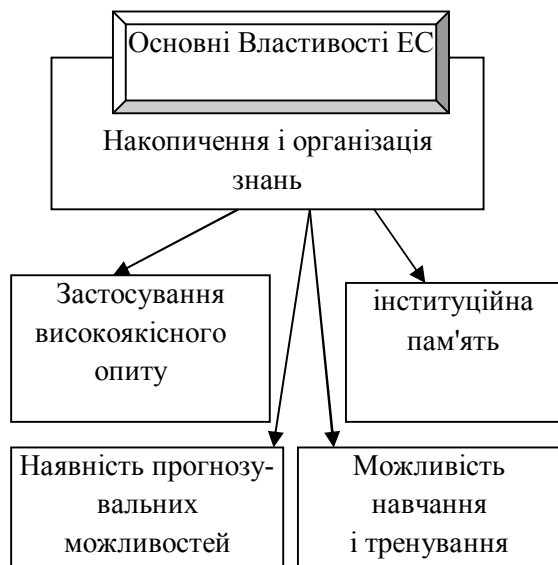 Основні Властивості ЕС
Накопичення і організація
знань
Застосування
високоякісного
опиту
інституційна
пам'ять
Наявність прогнозу-
вальних
можливостей
Можливість
навчання
і тренування